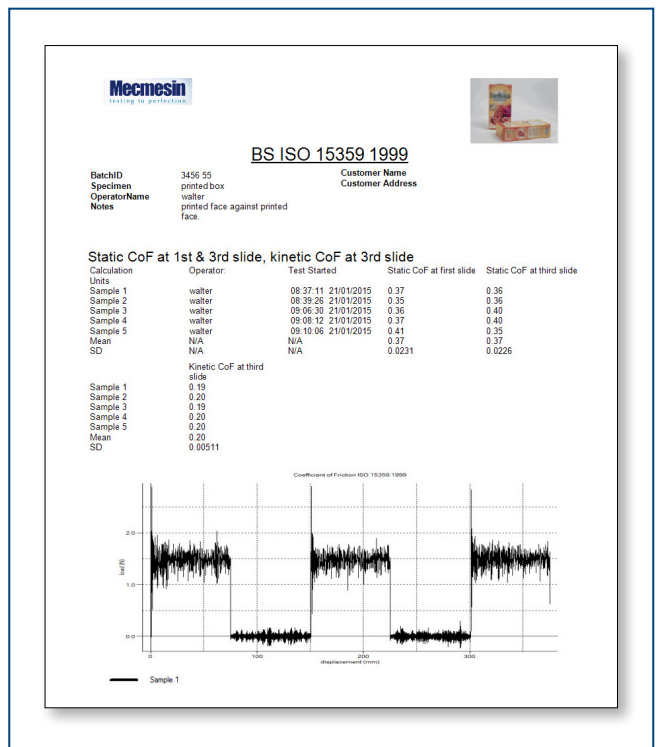 Mecmesin
testing to perfection
BS ISO 15359 1999
BatchID 3456 55 Customer Name
Specimen printed box Customer Address
OperatorName walter
Notes printed face against printed
face.
Static CoF at 1st & 3rd slide, kinetic CoF at 3rd slide
Calculation Operator: Test Started Static CoF at first slide Static CoF at third slide
Units
Sample 1 walter 08:37:11 21/01/2015 0.37 0.36
Sample 2 walter 08:39:26 21/01/2015 0.35 0.36
Sample 3 walter 09:06:30 21/01/2015 0.36 0.40
Sample 4 walter 09:08:12 21/01/2015 0.37 0.40
Sample 5 walter 09:10:06 21/01/2015 0.41 0.35
Mean N/A N/A 0.37 0.37
SD N/A N/A 0.0231 0.0226
Kinetic CoF at third
slide
Sample 1 0.19
Sample 2 0.20
Sample 3 0.19
Sample 4 0.20
Sample 5 0.20
Mean 0.20
SD 0.00511
Coefficient of Friction ISO 15359:1999
load (N)
2.0
1.0
0.0
0 100 200 300
displacement (mm)
Sample 1